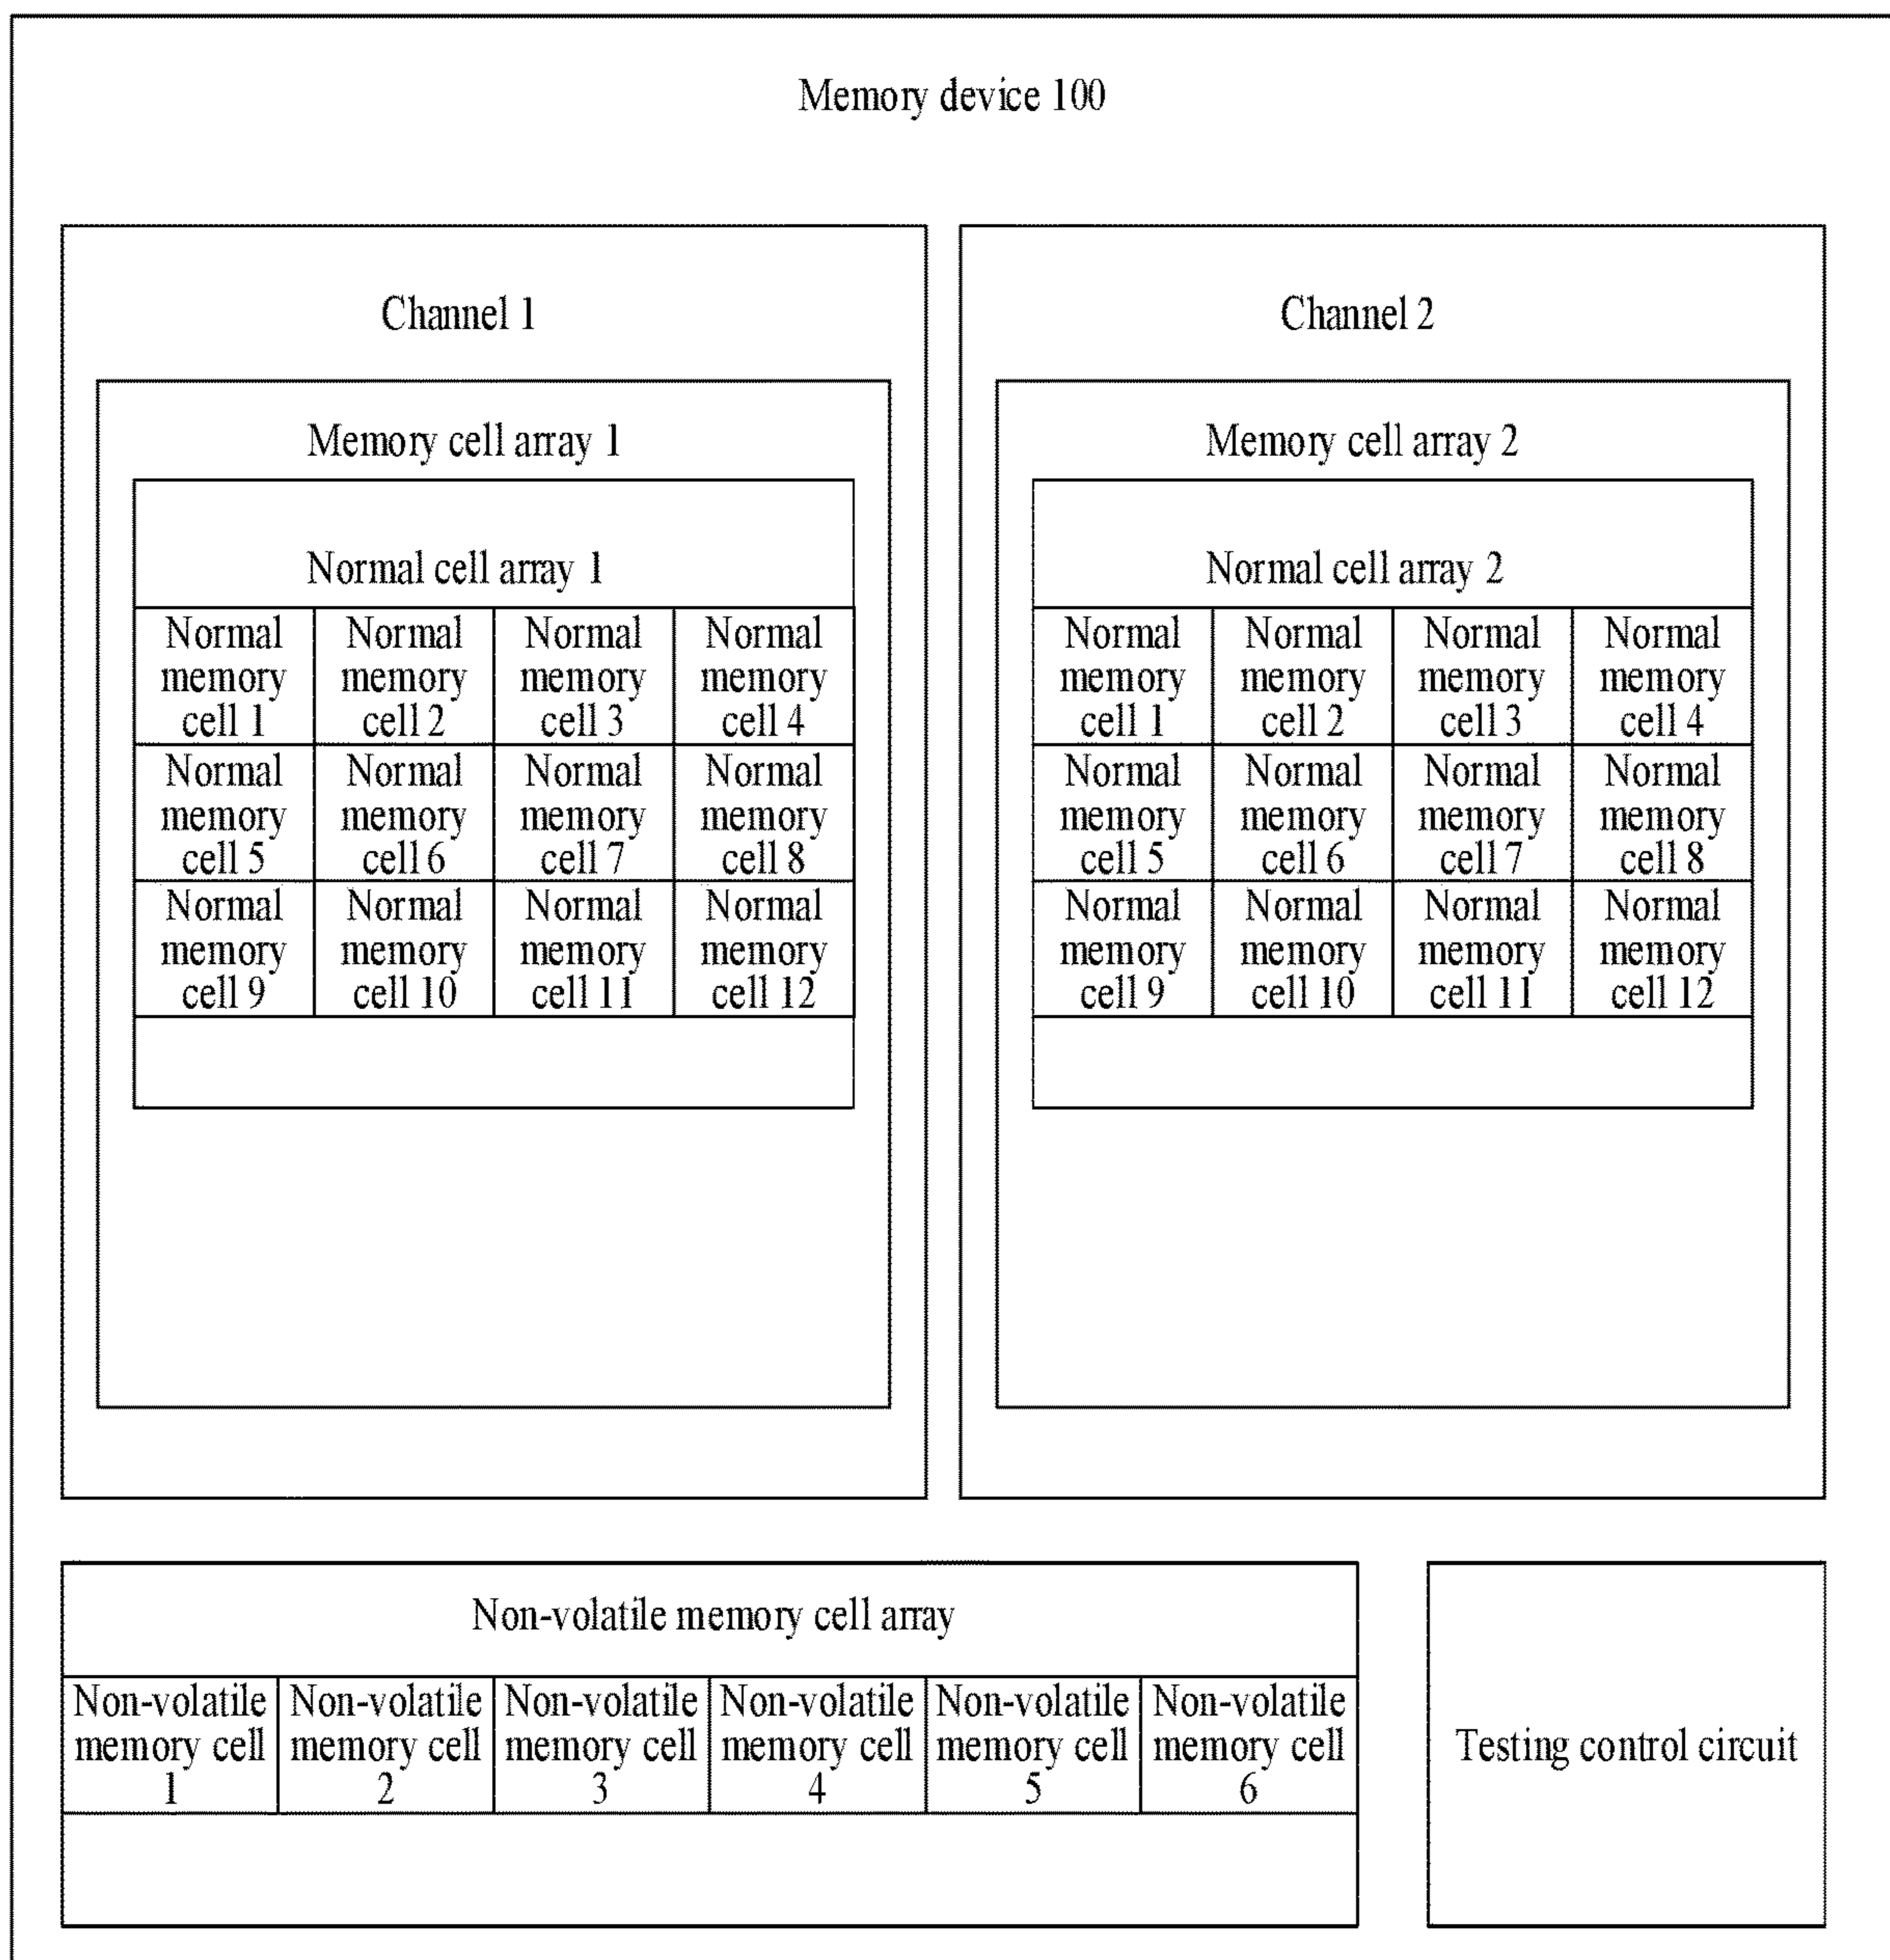 Memory device 100
Channel 1
Memory cell array 1
Normal cell array 1
Normal memory cell 1
Normal memory cell 2
Normal memory cell 3
Normal memory cell 4
Normal memory cell 5
Normal memory cell 6
Normal memory cell 7
Normal memory cell 8
Normal memory cell 9
Normal memory cell 10
Normal memory cell 11
Normal memory cell 12
Channel 2
Memory cell array 2
Normal cell array 2
Normal memory cell 1
Normal memory cell 2
Normal memory cell 3
Normal memory cell 4
Normal memory cell 5
Normal memory cell 6
Normal memory cell 7
Normal memory cell 8
Normal memory cell 9
Normal memory cell 10
Normal memory cell 11
Normal memory cell 12
Non-volatile memory cell array
Non-volatile memory cell 1
Non-volatile memory cell 2
Non-volatile memory cell 3
Non-volatile memory cell 4
Non-volatile memory cell 5
Non-volatile memory cell 6
Testing control circuit